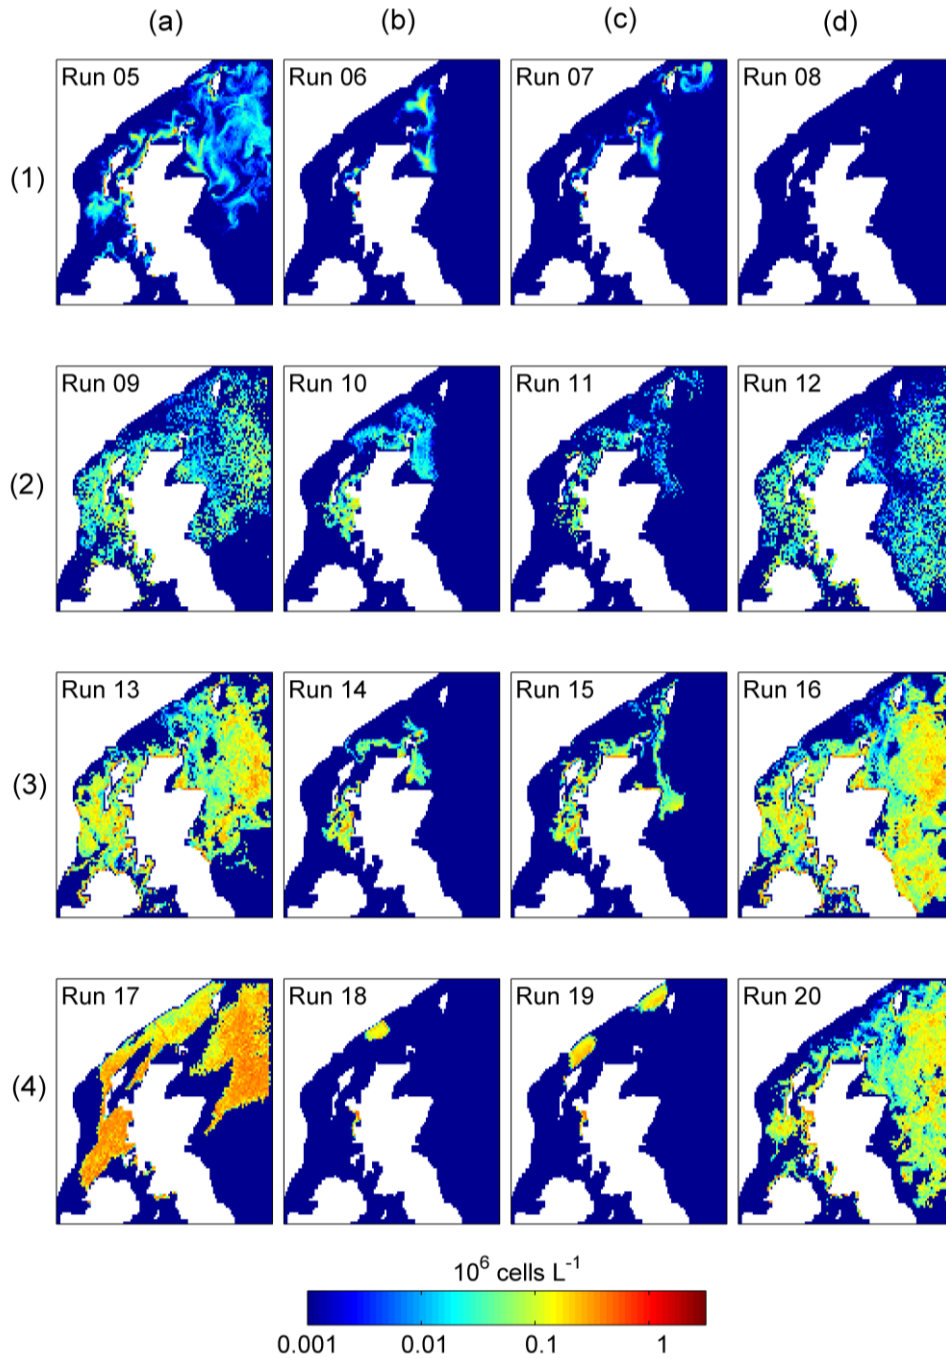 (a) (b) (c) (d)
(1) Run 05 Run 06 Run 07 Run 08
(2) Run 09 Run 10 Run 11 Run 12
(3) Run 13 Run 14 Run 15 Run 16
(4) Run 17 Run 18 Run 19 Run 20
10⁶ cells L⁻¹
0.001 0.01 0.1 1